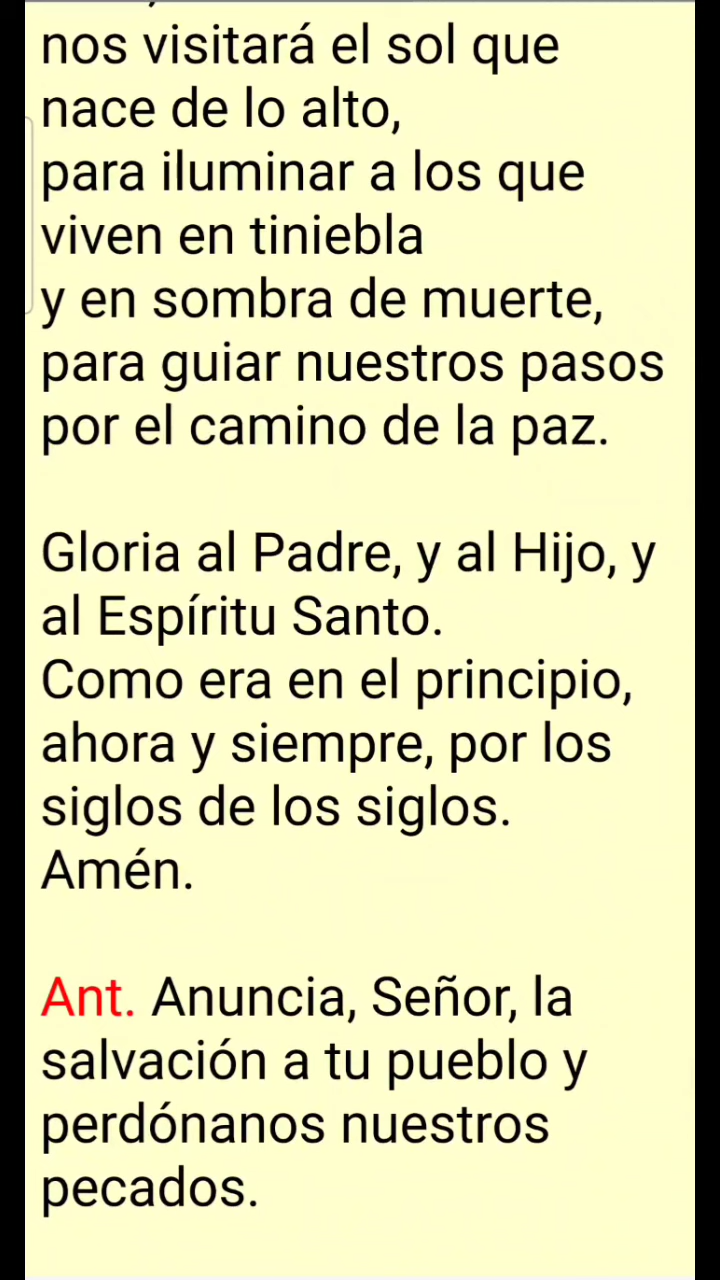 nos visitará el sol que
nace de lo alto,
para iluminar a los que
viven en tiniebla
y en sombra de muerte,
para guiar nuestros pasos
por el camino de la paz.
Gloria al Padre, y al Hijo, y
al Espíritu Santo.
Como era en el principio,
ahora y siempre, por los
siglos de los siglos.
Amén.
Ant. Anuncia, Señor, la
salvación a tu pueblo y
perdónanos nuestros
pecados.